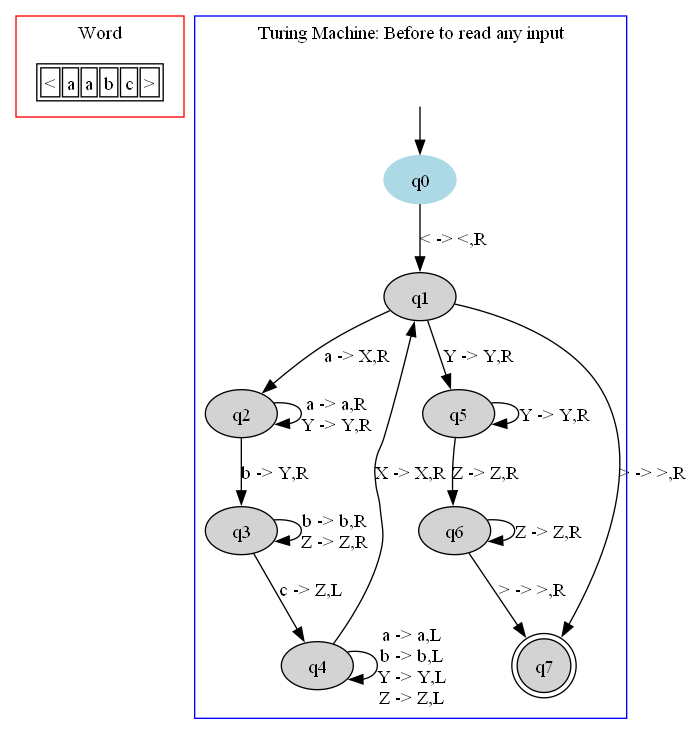 Word
< a a b c >
Turing Machine: Before to read any input
q0
< -> <,R
q1
a -> X,R
Y -> Y,R
q2
a -> a,R
Y -> Y,R
q5
Y -> Y,R
b -> Y,R
X -> X,R
Z -> Z,R
> -> >,R
q3
b -> b,R
Z -> Z,R
q6
Z -> Z,R
c -> Z,L
> -> >,R
q4
a -> a,L
b -> b,L
Y -> Y,L
Z -> Z,L
q7